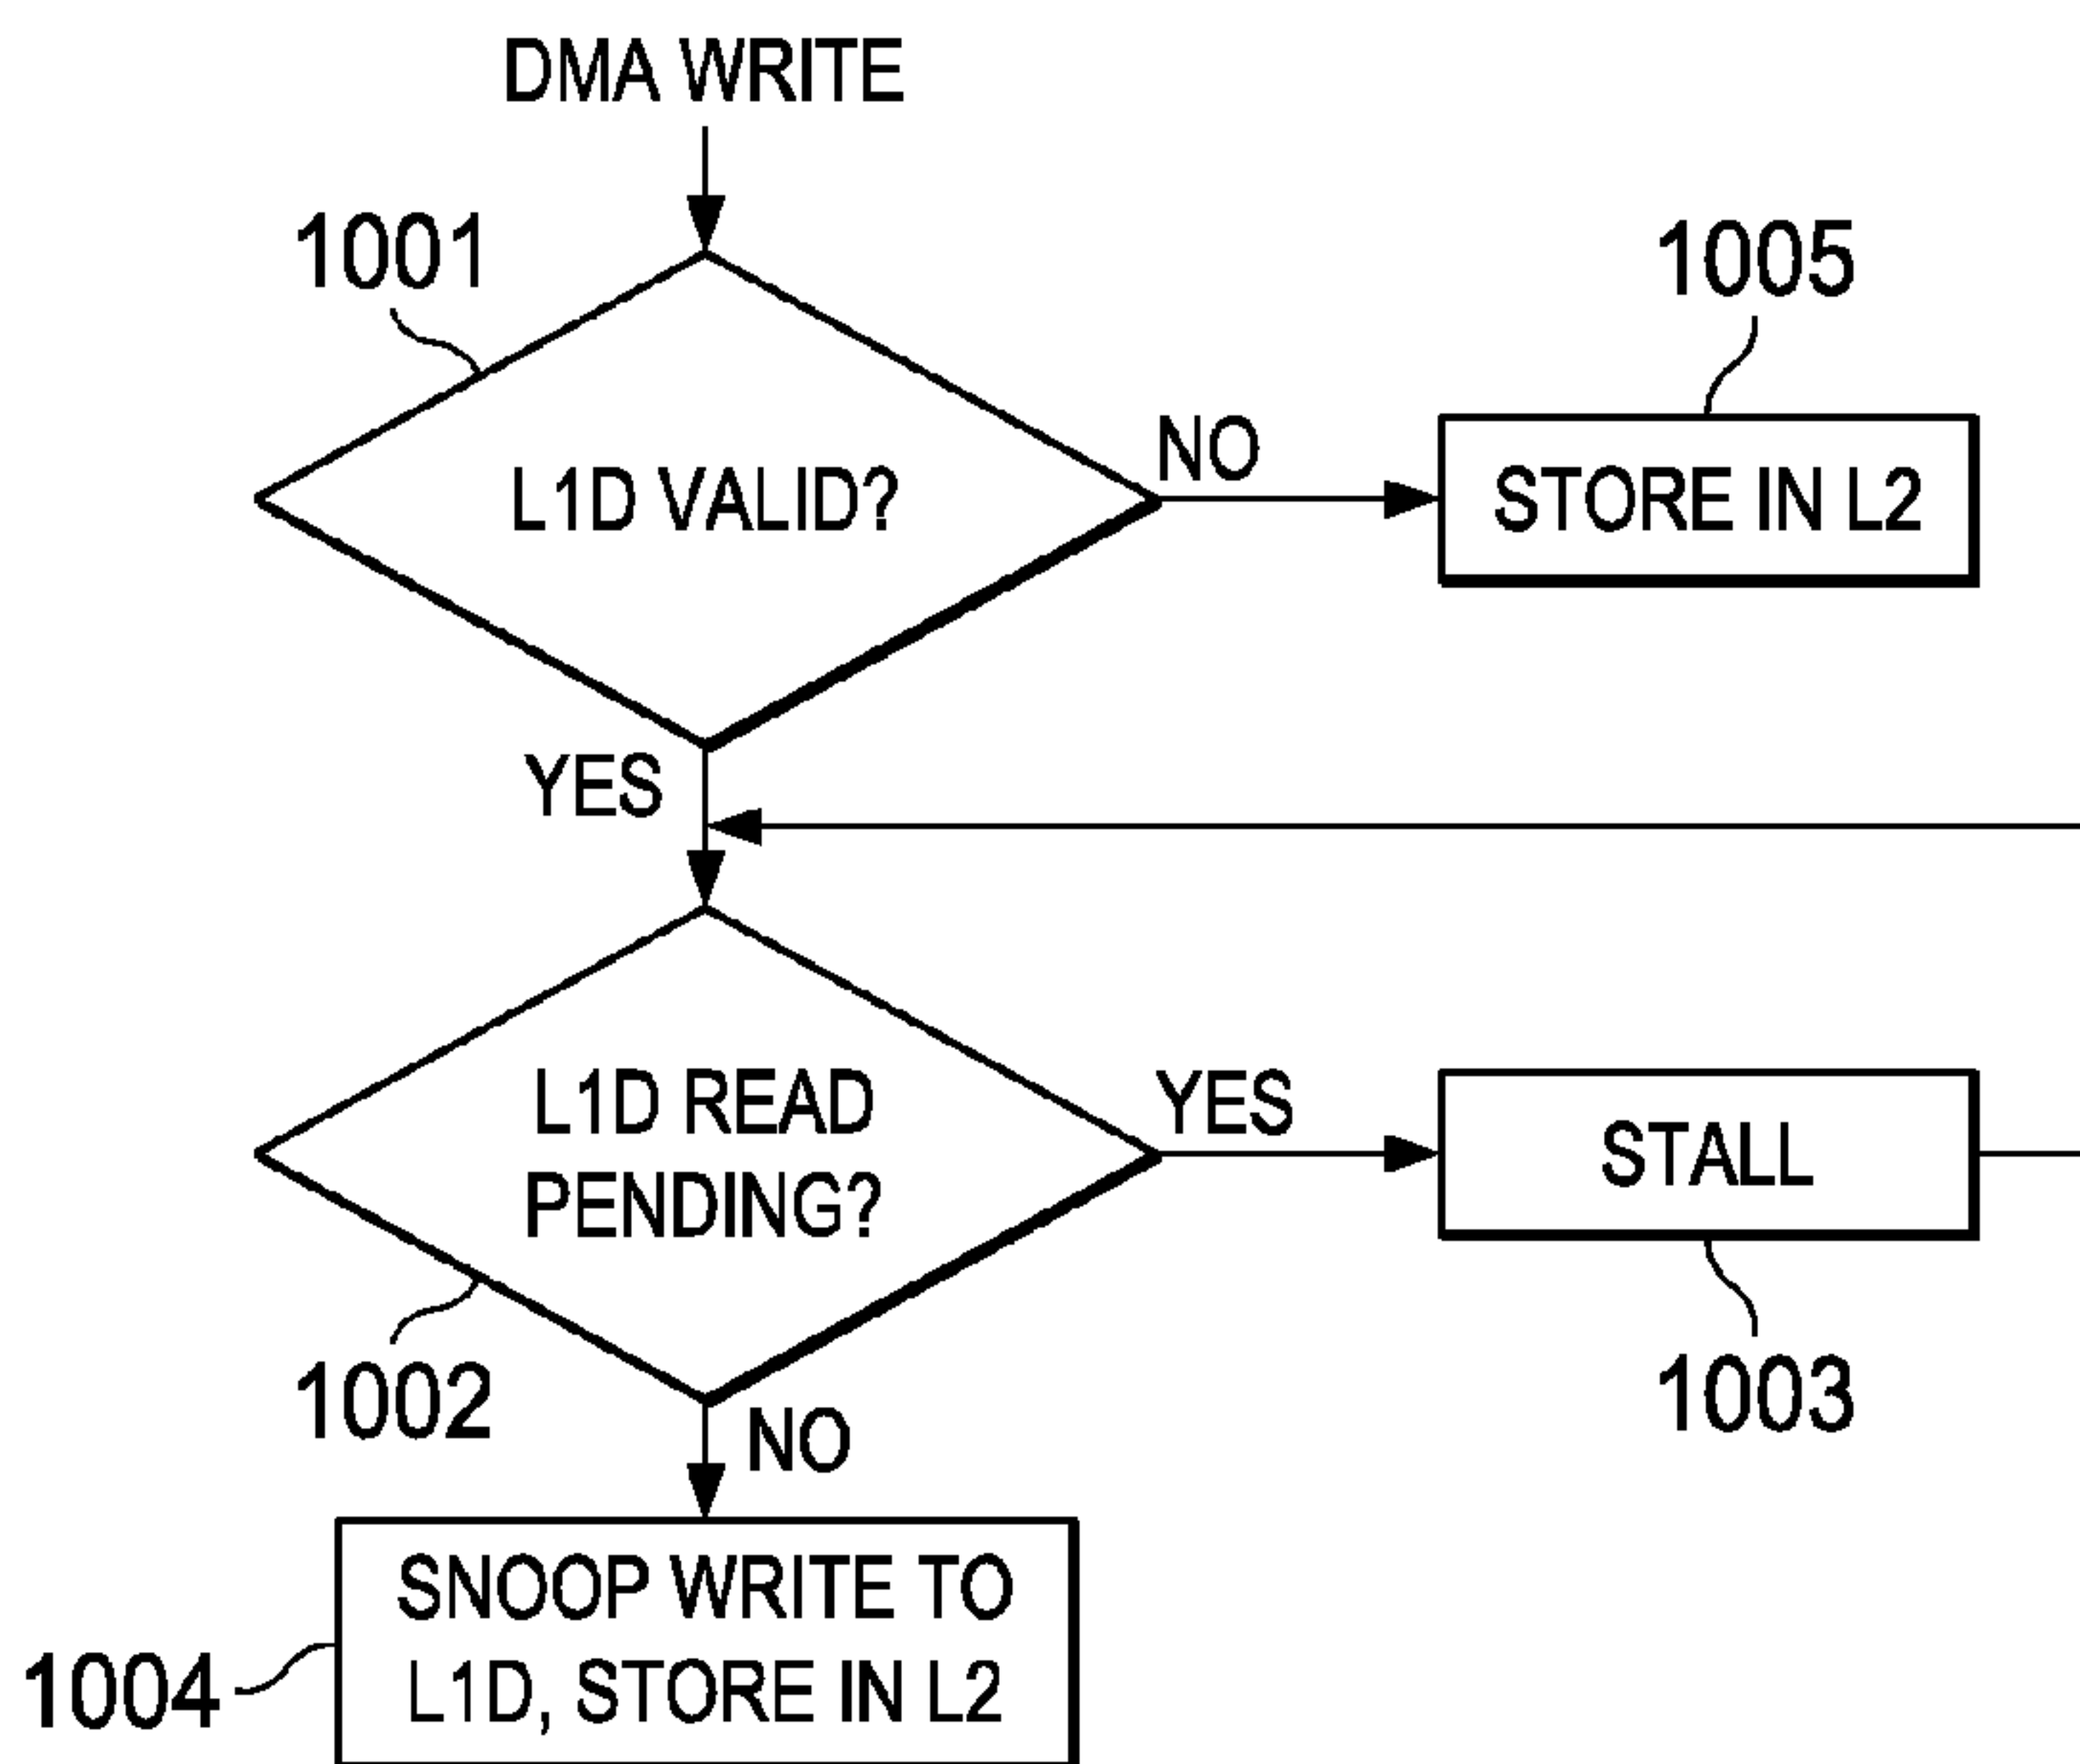 DMA WRITE
1001
1005
L1D VALID?
NO
STORE IN L2
YES
L1D READ
PENDING?
YES
STALL
1002
1003
NO
SNOOP WRITE TO
L1D, STORE IN L2
1004